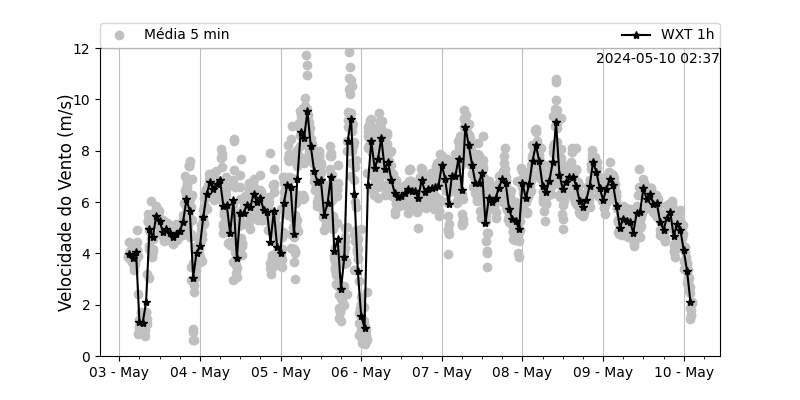 Média 5 min
WXT 1h
2024-05-10 02:37
Velocidade do Vento (m/s)
12
10
8
6
4
2
0
03 - May 04 - May 05 - May 06 - May 07 - May 08 - May 09 - May 10 - May